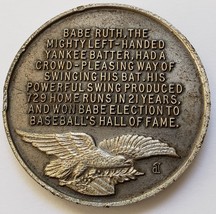 BABE RUTH, THE
MIGHTY LEFT-HANDED
YANKEE BATTER, HAD A
CROWD-PLEASING WAY OF
SWINGING HIS BAT. HIS
POWERFUL SWING PRODUCED
729 HOME RUNS IN 21 YEARS,
AND WON BABE ELECTION TO
BASEBALL'S HALL OF FAME.